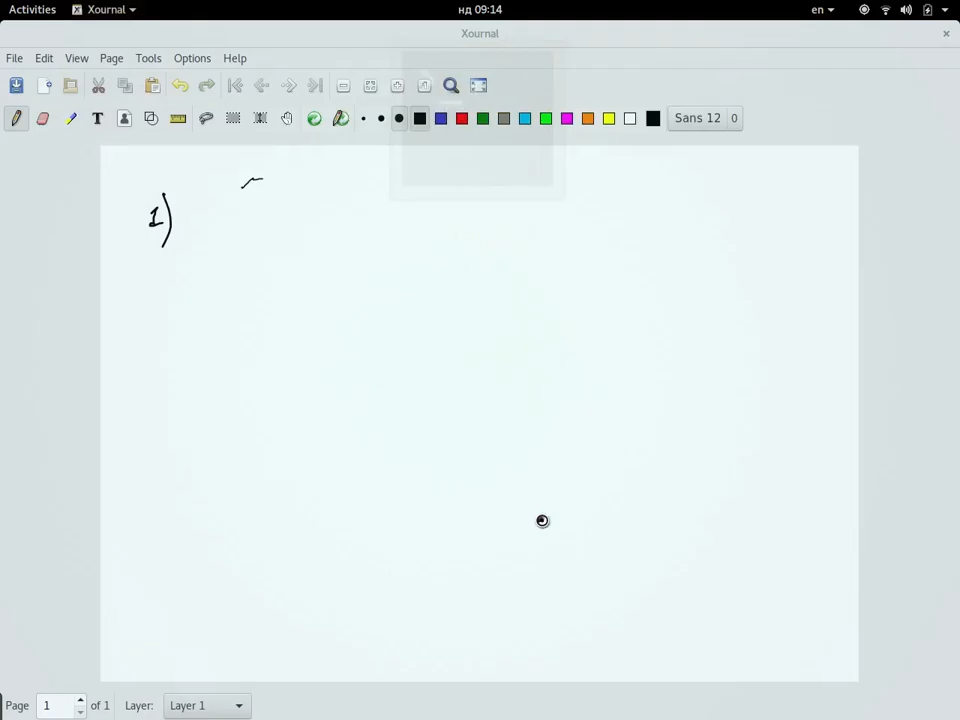 Activities Xournal нд 09:14 en
Xournal
File Edit View Page Tools Options Help
Sans 12 0
1)
Page 1 of 1 Layer: Layer 1